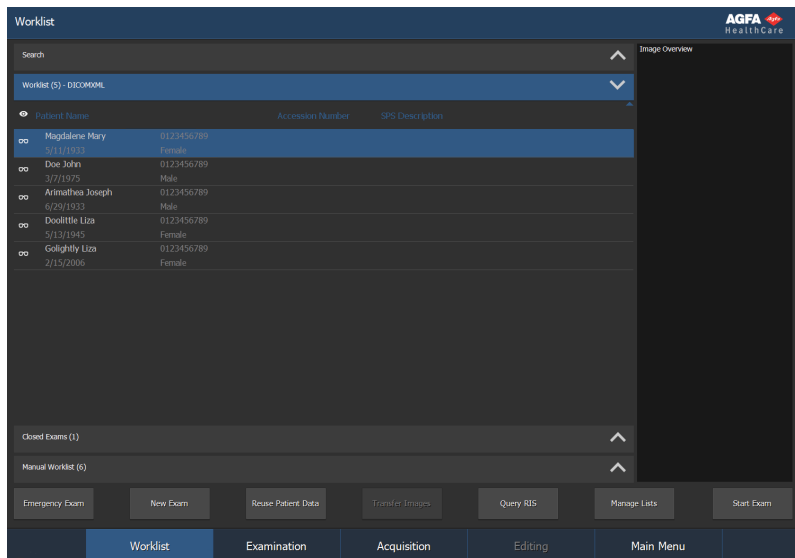 Worklist
AGFA Agfa
HealthCare
Search
Image Overview
Worklist (5) - DICOMXML
Patient Name Accession Number SPS Description
Magdalene Mary 0123456789
5/11/1933 Female
Doe John 0123456789
3/7/1975 Male
Arimathea Joseph 0123456789
6/29/1933 Male
Doolittle Liza 0123456789
5/13/1945 Female
Golightly Liza 0123456789
2/15/2006 Female
Closed Exams (1)
Manual Worklist (6)
Emergency Exam New Exam Reuse Patient Data Transfer Images Query RIS Manage Lists Start Exam
Worklist Examination Acquisition Editing Main Menu